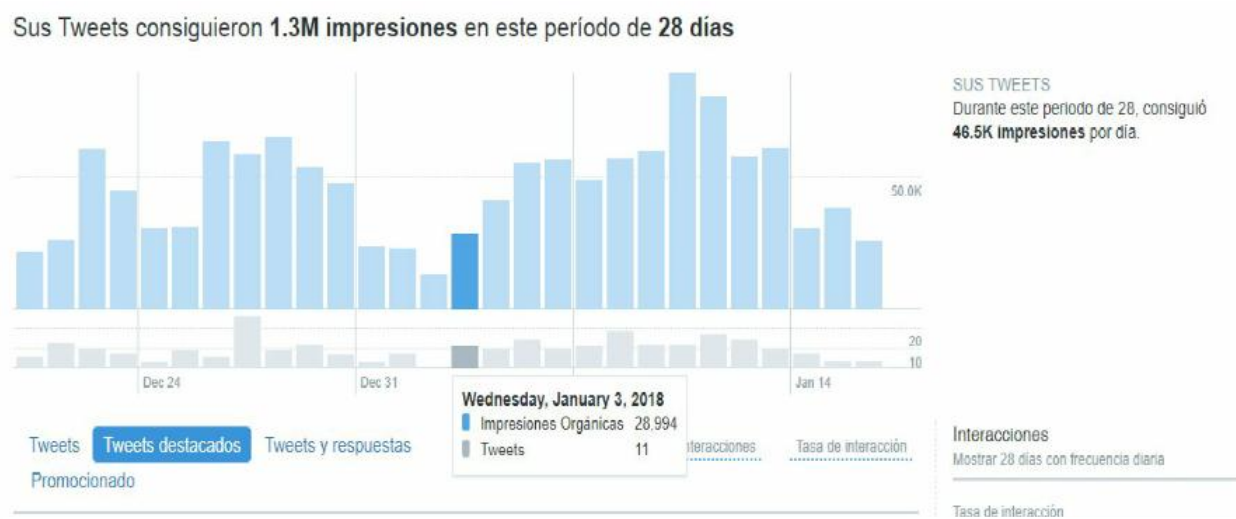 Sus Tweets consiguieron 1.3M impresiones en este período de 28 días
SUS TWEETS
Durante este periodo de 28, consiguió
46.5K impresiones por día.
50.0K
20
10
Dec 24
Dec 31
Jan 14
Wednesday, January 3, 2018
Impresiones Orgánicas 28,994
Tweets 11
Tweets Tweets destacados Tweets y respuestas
nteracciones Tasa de interacción
Promocionado
Interacciones
Mostrar 28 días con frecuencia diaria
Tasa de interacción